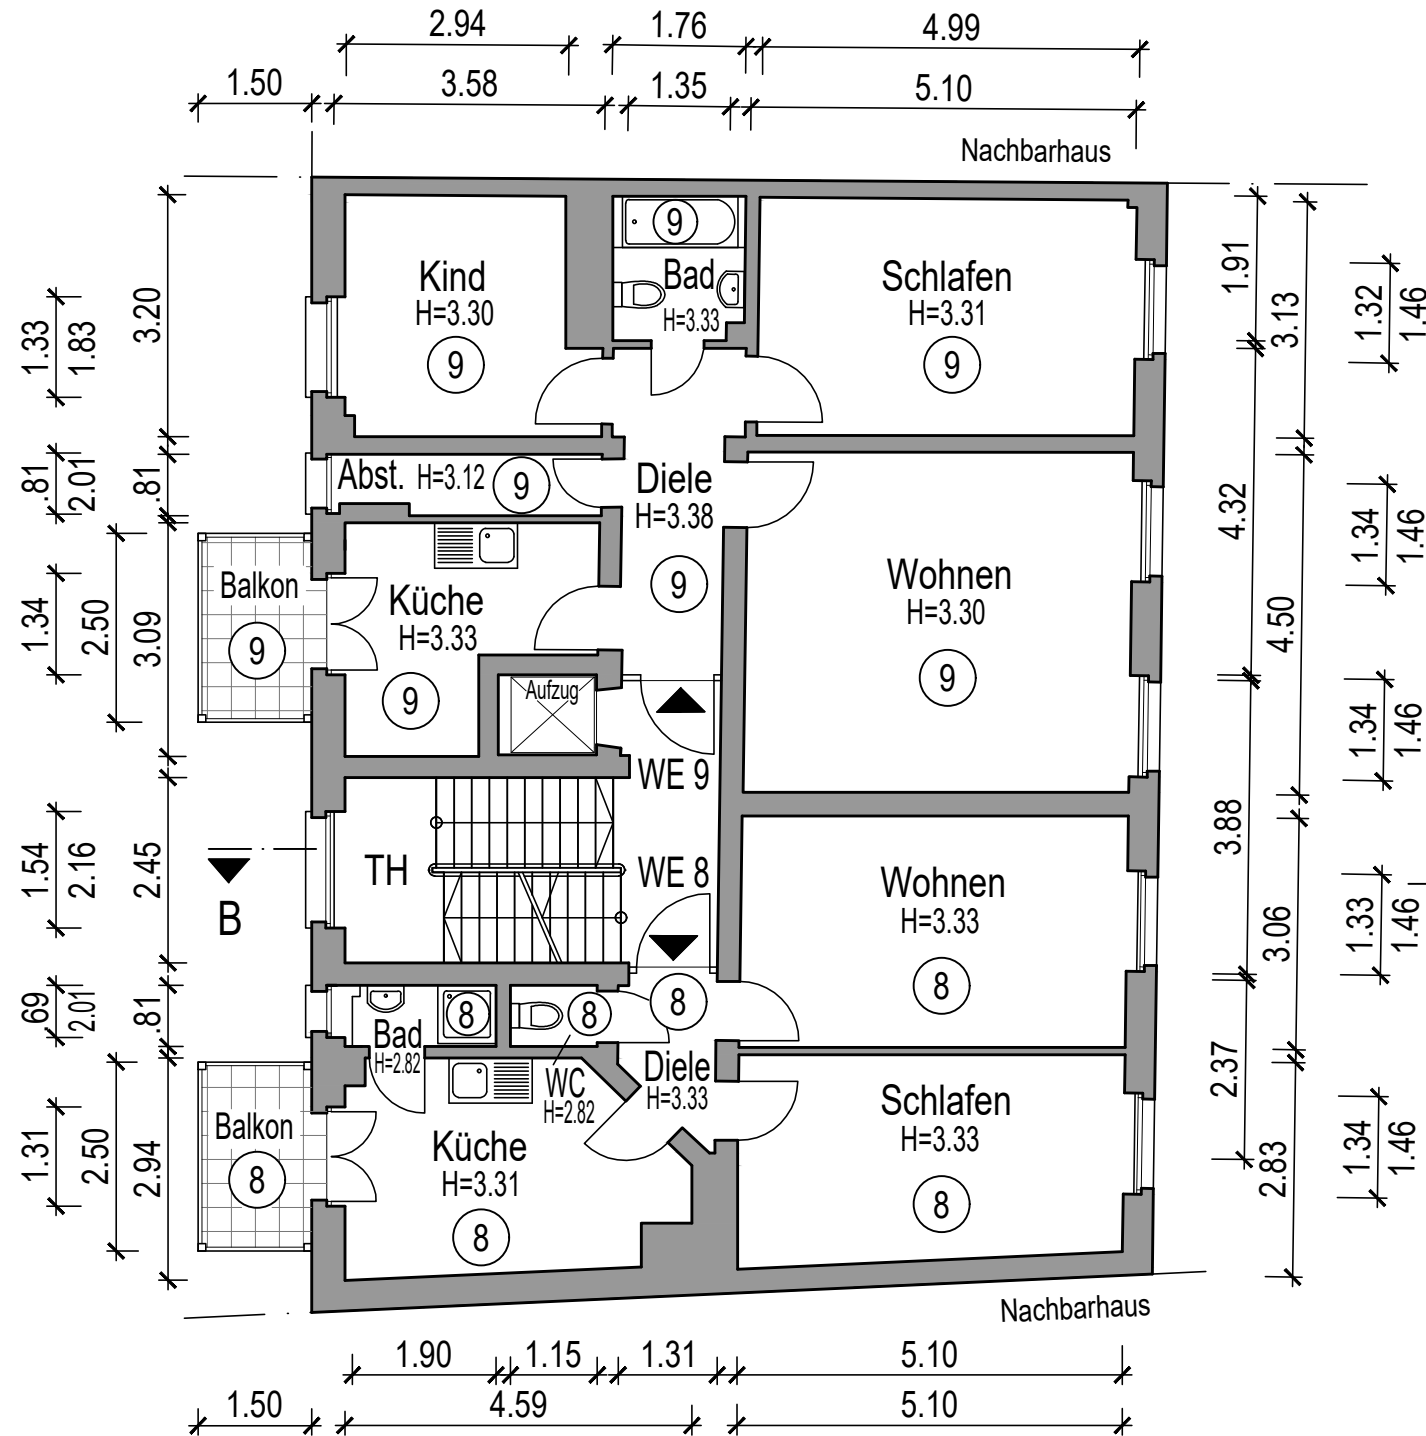 2.94 1.76 4.99
1.50 3.58 1.35 5.10
Nachbarhaus
Kind
H=3.30
9
9
Bad
H=3.33
Schlafen
H=3.31
9
Abst. H=3.12 9
Diele
H=3.38
9
Balkon
9
Küche
H=3.33
9
Wohnen
H=3.30
9
Aufzug
WE 9
TH
WE 8
B
Wohnen
H=3.33
8
Bad
H=2.82
8
8
WC
H=2.82
8
Diele
H=3.33
Balkon
8
Küche
H=3.31
8
Schlafen
H=3.33
8
Nachbarhaus
1.33
1.83
3.20
.81
2.01
.81
1.34
2.50
3.09
1.54
2.16
2.45
.69
2.01
.81
1.31
2.50
2.94
1.91
3.13
1.32
1.46
4.32
4.50
1.34
1.46
1.34
1.46
3.88
3.06
1.33
1.46
2.37
2.83
1.34
1.46
1.90 1.15 1.31 5.10
1.50 4.59 5.10